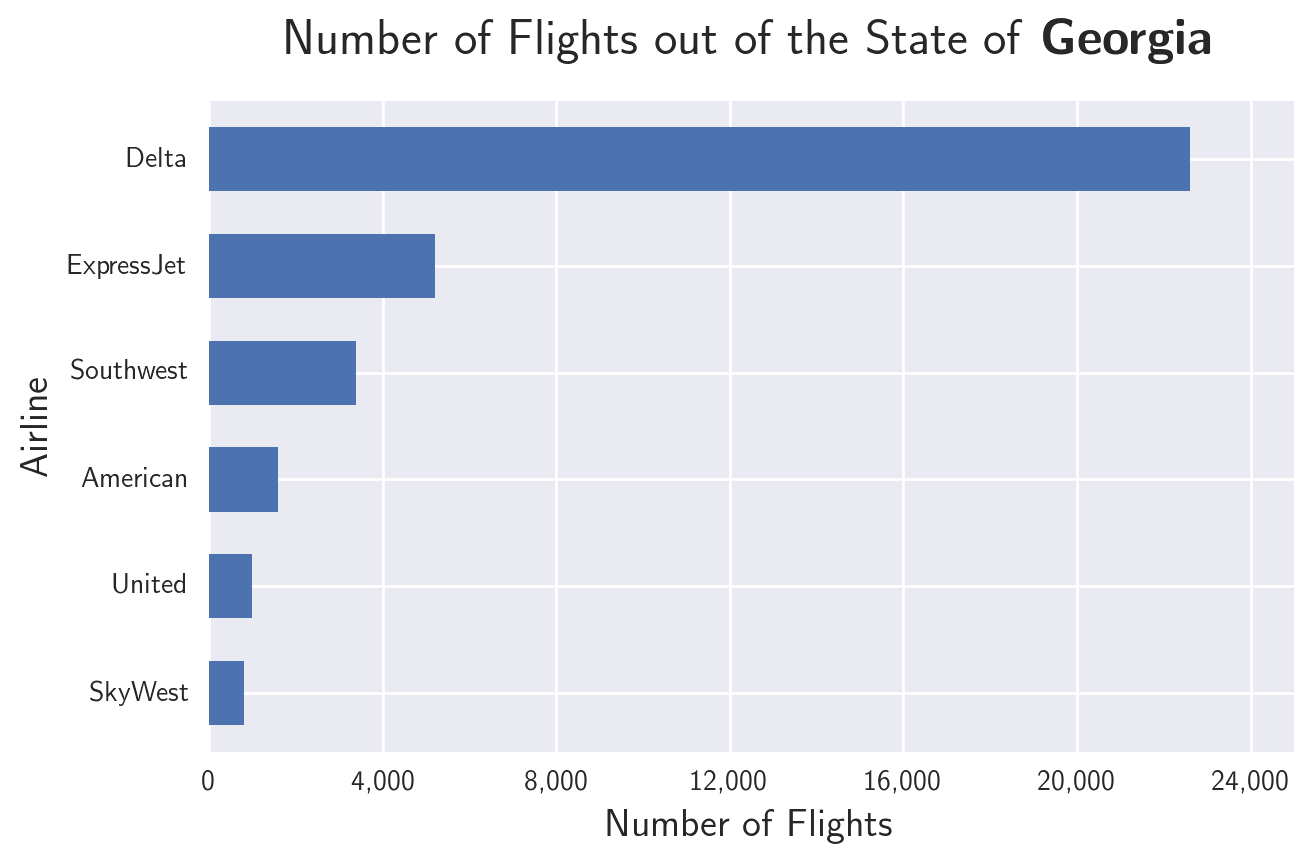 Number of Flights out of the State of Georgia
Delta
ExpressJet
Southwest
American
United
SkyWest
Airline
0 4,000 8,000 12,000 16,000 20,000 24,000
Number of Flights